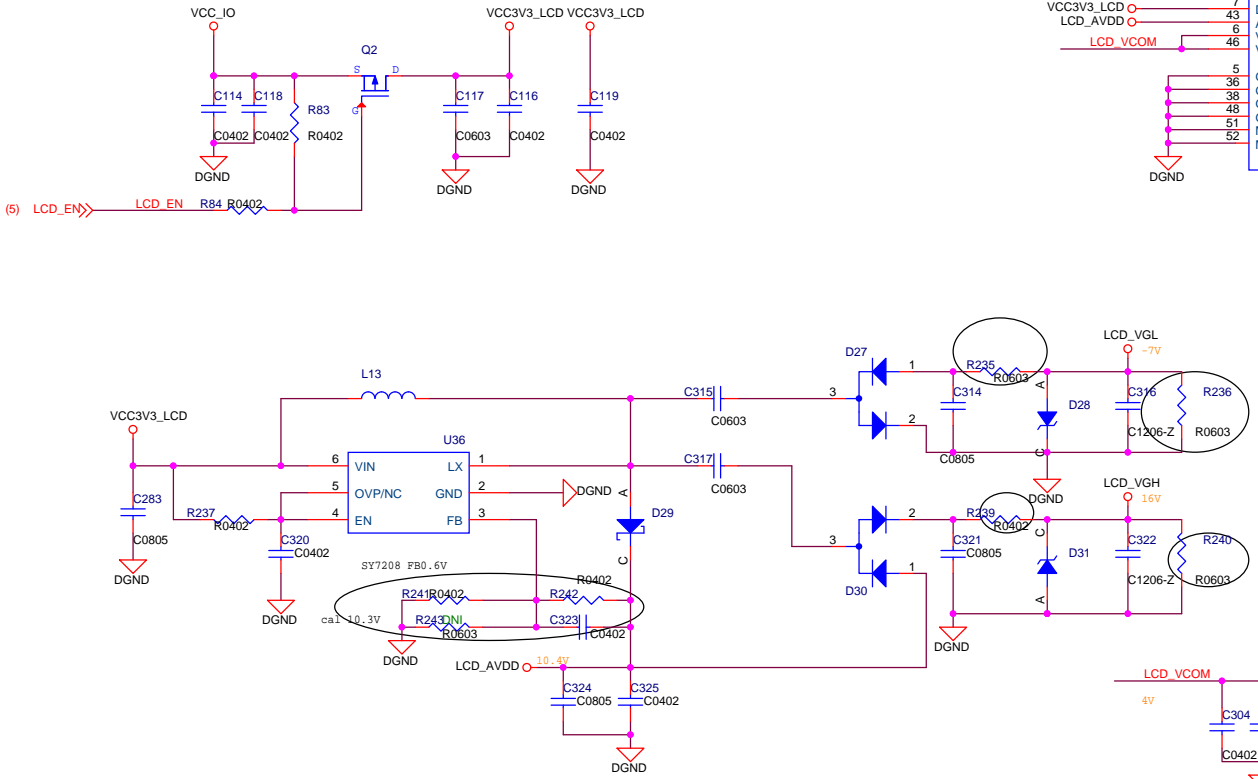 VCC_IO
VCC3V3_LCD VCC3V3_LCD
Q2
S D
G
C114 C118
R83
C117 C116 C119
C0402 C0402 R0402
C0603 C0402 C0402
DGND DGND DGND
(5) LCD_EN LCD_EN R84 R0402
VCC3V3_LCD 7
LCD_AVDD 43
6
LCD_VCOM 46
5
36
38
48
51
52
DGND
L13
VCC3V3_LCD
U36
6 VIN LX 1
5 OVP/NC GND 2
4 EN FB 3
DGND
C283
C0805
DGND
R237 R0402
C320
C0402
DGND
SY7208 FB0.6V
cal 10.3V
R241 R0402 R242 R0402
R243 DNI R0603 C323 C0402
DGND
A
D29
C
LCD_AVDD 10.4V
C324 C325
C0805 C0402
DGND
C315
C0603
C317
C0603
D27
1
3
2
C314
C0805
R235
R0603
A
D28
C
DGND
LCD_VGL
-7V
C316
C1206-Z
R236
R0603
D30
2
3
1
C321
C0805
R239
R0402
C
D31
A
DGND
LCD_VGH
16V
C322
C1206-Z
R240
R0603
LCD_VCOM
4V
C304
C0402